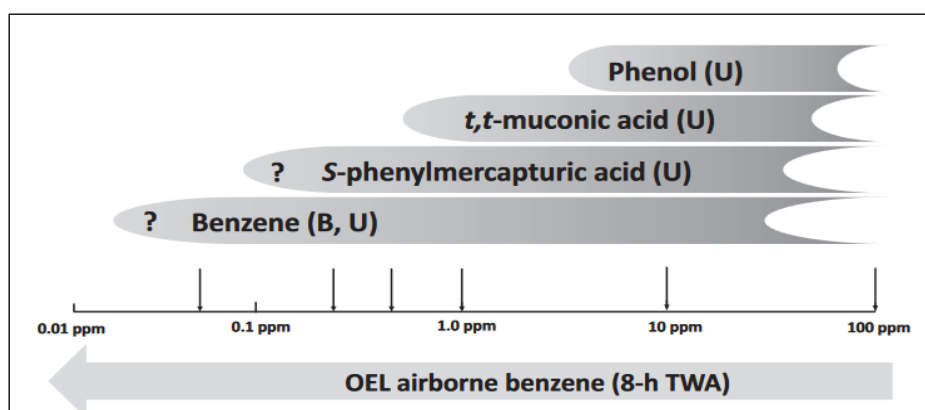 Phenol (U)
t,t-muconic acid (U)
? S-phenylmercapturic acid (U)
? Benzene (B, U)
0.01 ppm 0.1 ppm 1.0 ppm 10 ppm 100 ppm
OEL airborne benzene (8-h TWA)